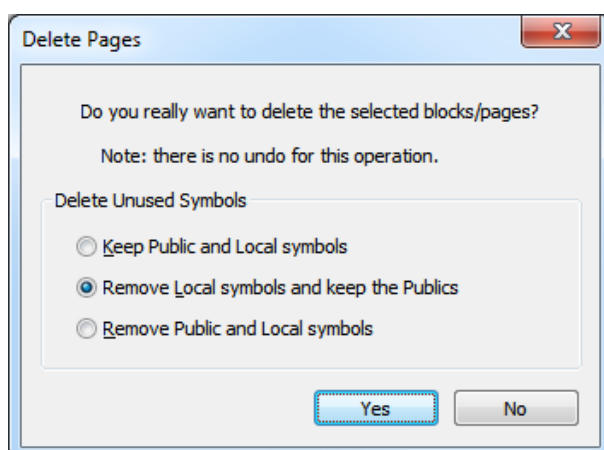 Delete Pages
Do you really want to delete the selected blocks/pages?
Note: there is no undo for this operation.
Delete Unused Symbols
Keep Public and Local symbols
Remove Local symbols and keep the Publics
Remove Public and Local symbols
Yes No